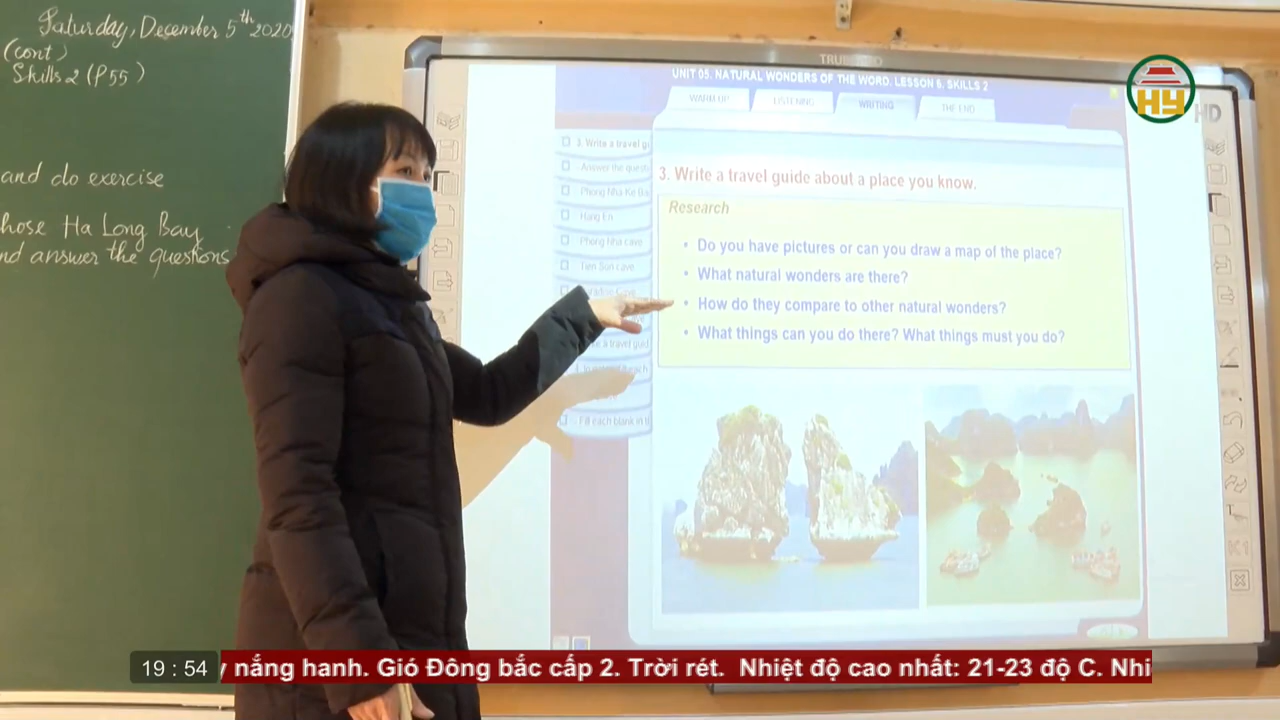 Saturday, December 5th 2020
(cont)
Skills 2 (P55)
and do exercise
hose Ha Long Bay
nd answer the questions
UNIT 05. NATURAL WONDERS OF THE WORD. LESSON 6. SKILLS 2
WARM UP
LISTENING
WRITING
THE END
HY HD
3. Write a travel gu
Answer the quest
Phong Nha Ke Ba
Hang En
Phong Nha cave
Tien Son cave
Fill each blank in t
3. Write a travel guide about a place you know.
Research
• Do you have pictures or can you draw a map of the place?
• What natural wonders are there?
• How do they compare to other natural wonders?
• What things can you do there? What things must you do?
19 : 54
nắng hanh. Gió Đông bắc cấp 2. Trời rét. Nhiệt độ cao nhất: 21-23 độ C. Nhi